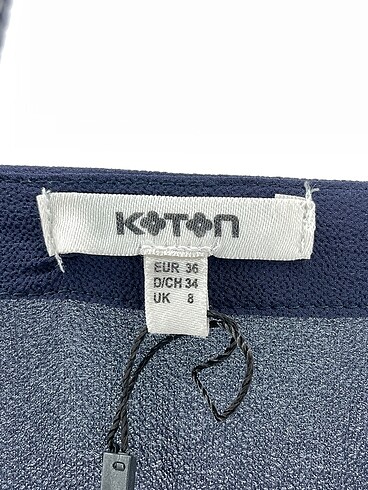 KOTON
EUR 36
D/CH 34
UK 8